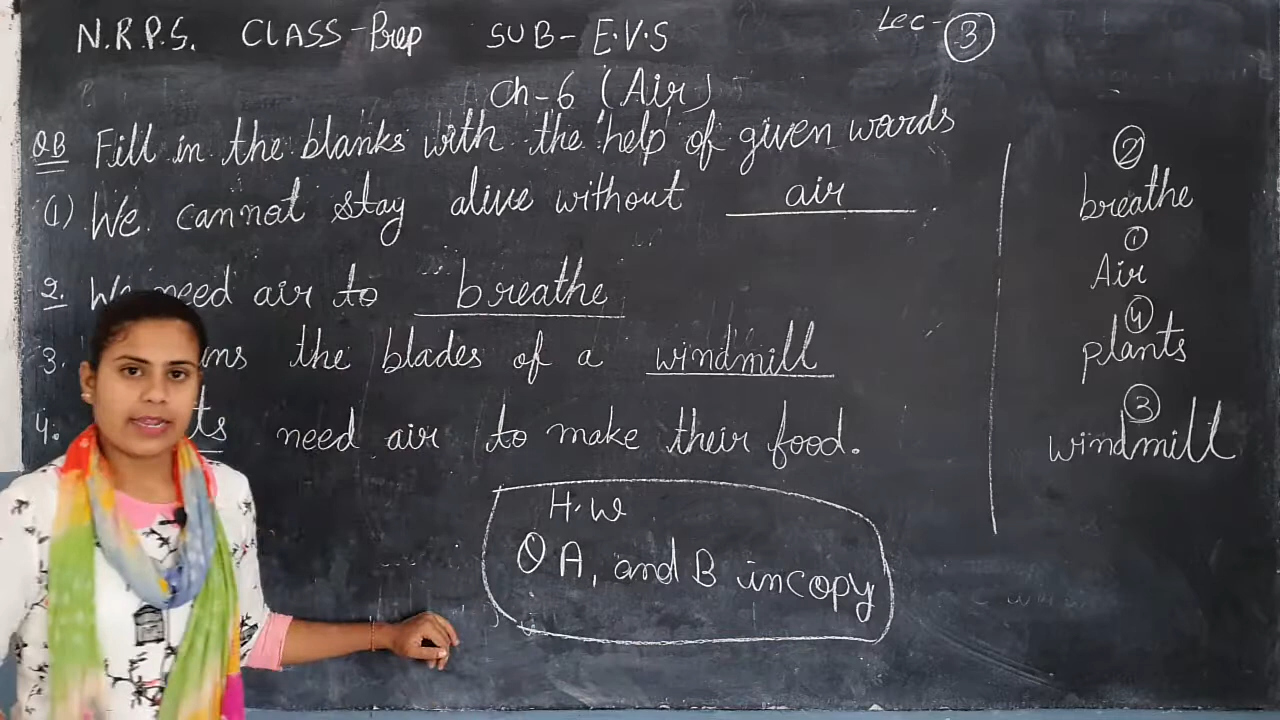 N.R.P.S. CLASS-Prep SUB- E.V.S Lec- 3
Ch-6 (Air)
QB Fill in the blanks with the help of given words
(1) We cannot stay alive without air .
2. We need air to breathe
3. the blades of a windmill
4. need air to make their food.
H.W
Q A, and B in copy
2
breathe
1
Air
4
plants
3
windmill